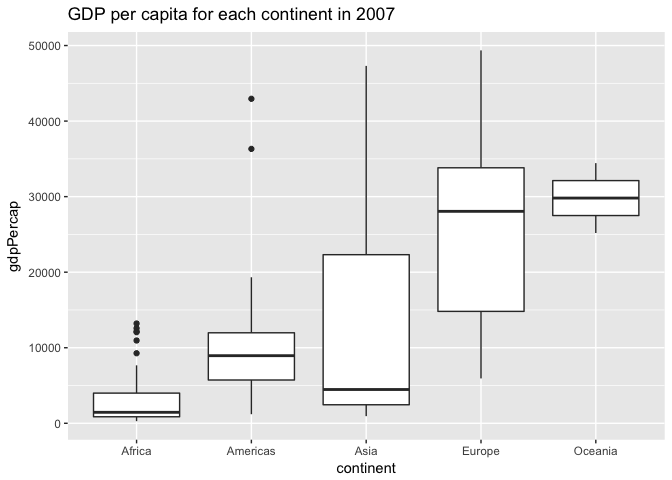 GDP per capita for each continent in 2007
gdpPercap
50000
40000
30000
20000
10000
0
Africa
Americas
Asia
Europe
Oceania
continent